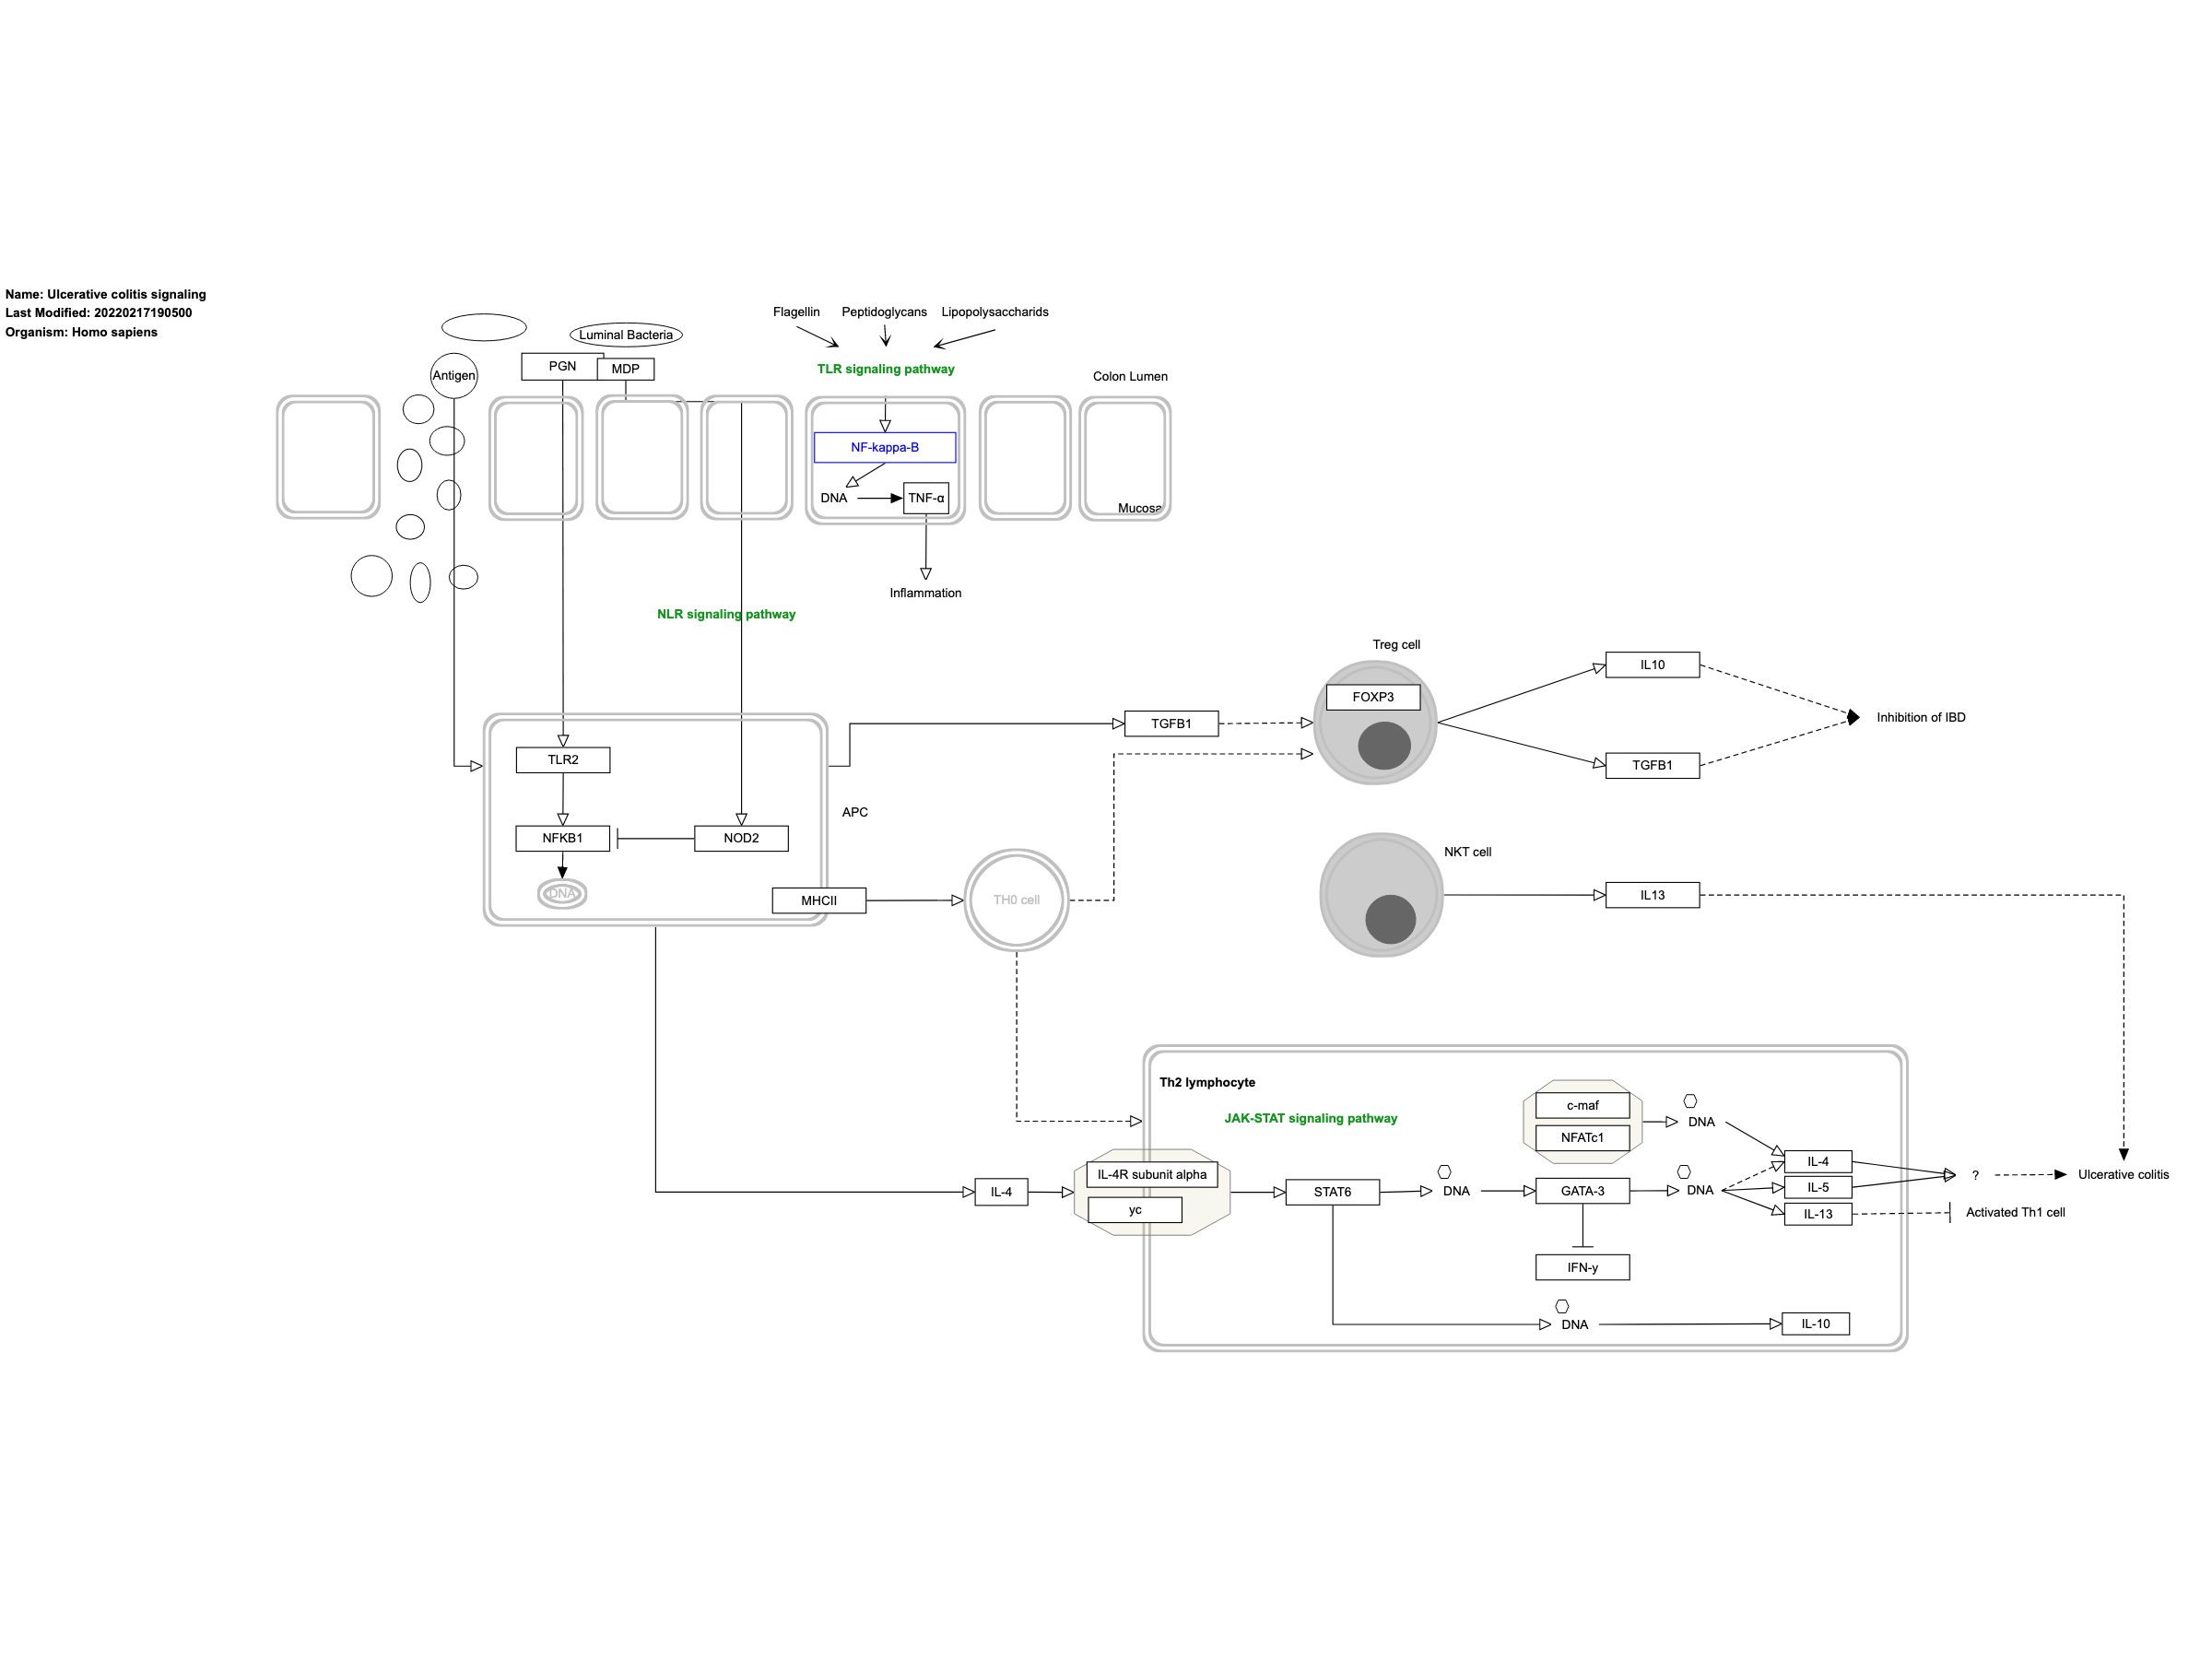 Name: Ulcerative colitis signaling
Last Modified: 20220217190500
Organism: Homo sapiens
Flagellin
Peptidoglycans
Lipopolysaccharids
Luminal Bacteria
PGN
MDP
Antigen
TLR signaling pathway
Colon Lumen
NF-kappa-B
DNA
TNF-α
Mucosa
Inflammation
NLR signaling pathway
Treg cell
FOXP3
IL10
TGFB1
Inhibition of IBD
TGFB1
TLR2
APC
NFKB1
NOD2
DNA
MHCII
TH0 cell
NKT cell
IL13
Th2 lymphocyte
JAK-STAT signaling pathway
c-maf
NFATc1
DNA
IL-4R subunit alpha
yc
IL-4
STAT6
DNA
GATA-3
DNA
IL-4
IL-5
IL-13
?
Ulcerative colitis
Activated Th1 cell
IFN-y
DNA
IL-10